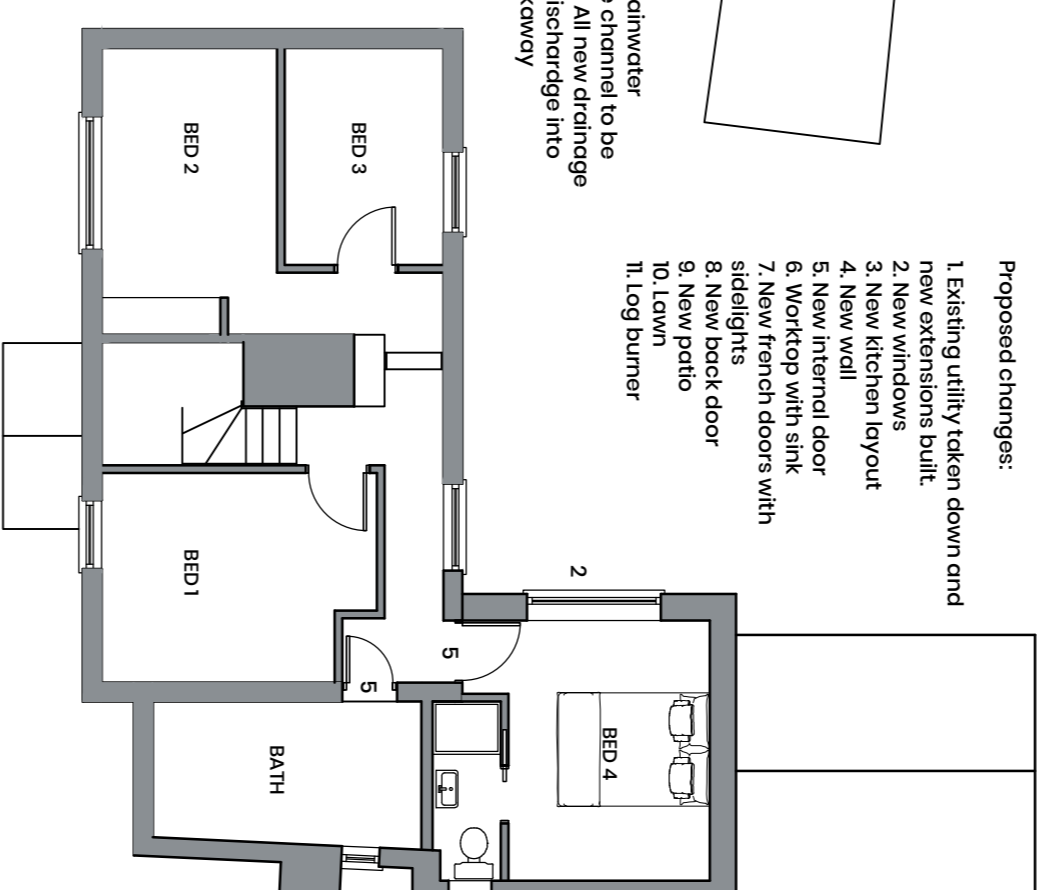 Proposed changes:
1. Existing utility taken down and
new extensions built.
2. New windows
3. New kitchen layout
4. New wall
5. New internal door
6. Worktop with sink
7. New french doors with
sidelights
8. New back door
9. New patio
10. Lawn
11. Log burner
ainwater
e channel to be
All new drainage
ischardge into
kaway
BED 4
2
5
5
BED 3
BATH
BED 2
BED1